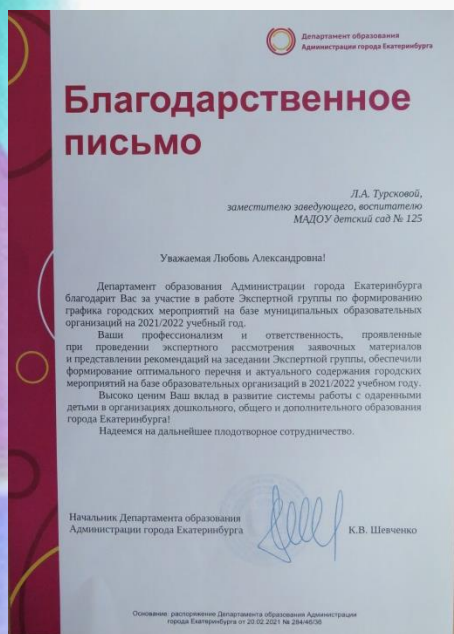 Департамент образования
Администрации города Екатеринбурга
Благодарственное
письмо
Л.А. Турсковой,
заместителю заведующего, воспитателю
МАДОУ детский сад № 125
Уважаемая Любовь Александровна!
Департамент образования Администрации города Екатеринбурга
благодарит Вас за участие в работе Экспертной группы по формированию
графика городских мероприятий на базе муниципальных образовательных
организаций на 2021/2022 учебный год.
Ваши профессионализм и ответственность, проявленные
при проведении экспертного рассмотрения заявочных материалов
и представлении рекомендаций на заседании Экспертной группы, обеспечили
формирование оптимального перечня и актуального содержания городских
мероприятий на базе образовательных организаций в 2021/2022 учебном году.
Высоко ценим Ваш вклад в развитие системы работы с одаренными
детьми в организациях дошкольного, общего и дополнительного образования
города Екатеринбурга!
Надеемся на дальнейшее плодотворное сотрудничество.
Начальник Департамента образования
Администрации города Екатеринбурга К.В. Шевченко
Основание: распоряжение Департамента образования Администрации
города Екатеринбурга от 20.02.2021 № 284/46/36